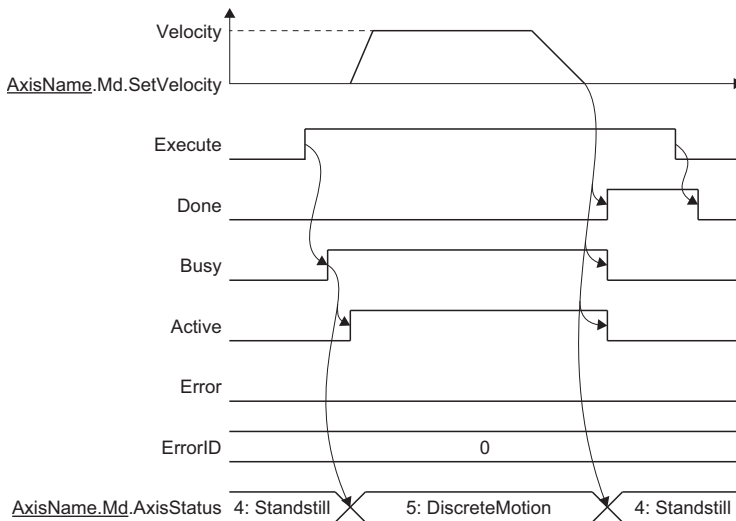 Velocity
AxisName.Md.SetVelocity
Execute
Done
Busy
Active
Error
ErrorID
0
AxisName.Md.AxisStatus 4: Standstill 5: DiscreteMotion 4: Standstill